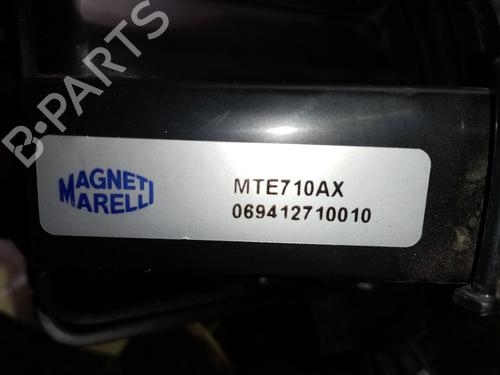 B-PARTS
MAGNETI
MARELLI
MTE710AX
069412710010